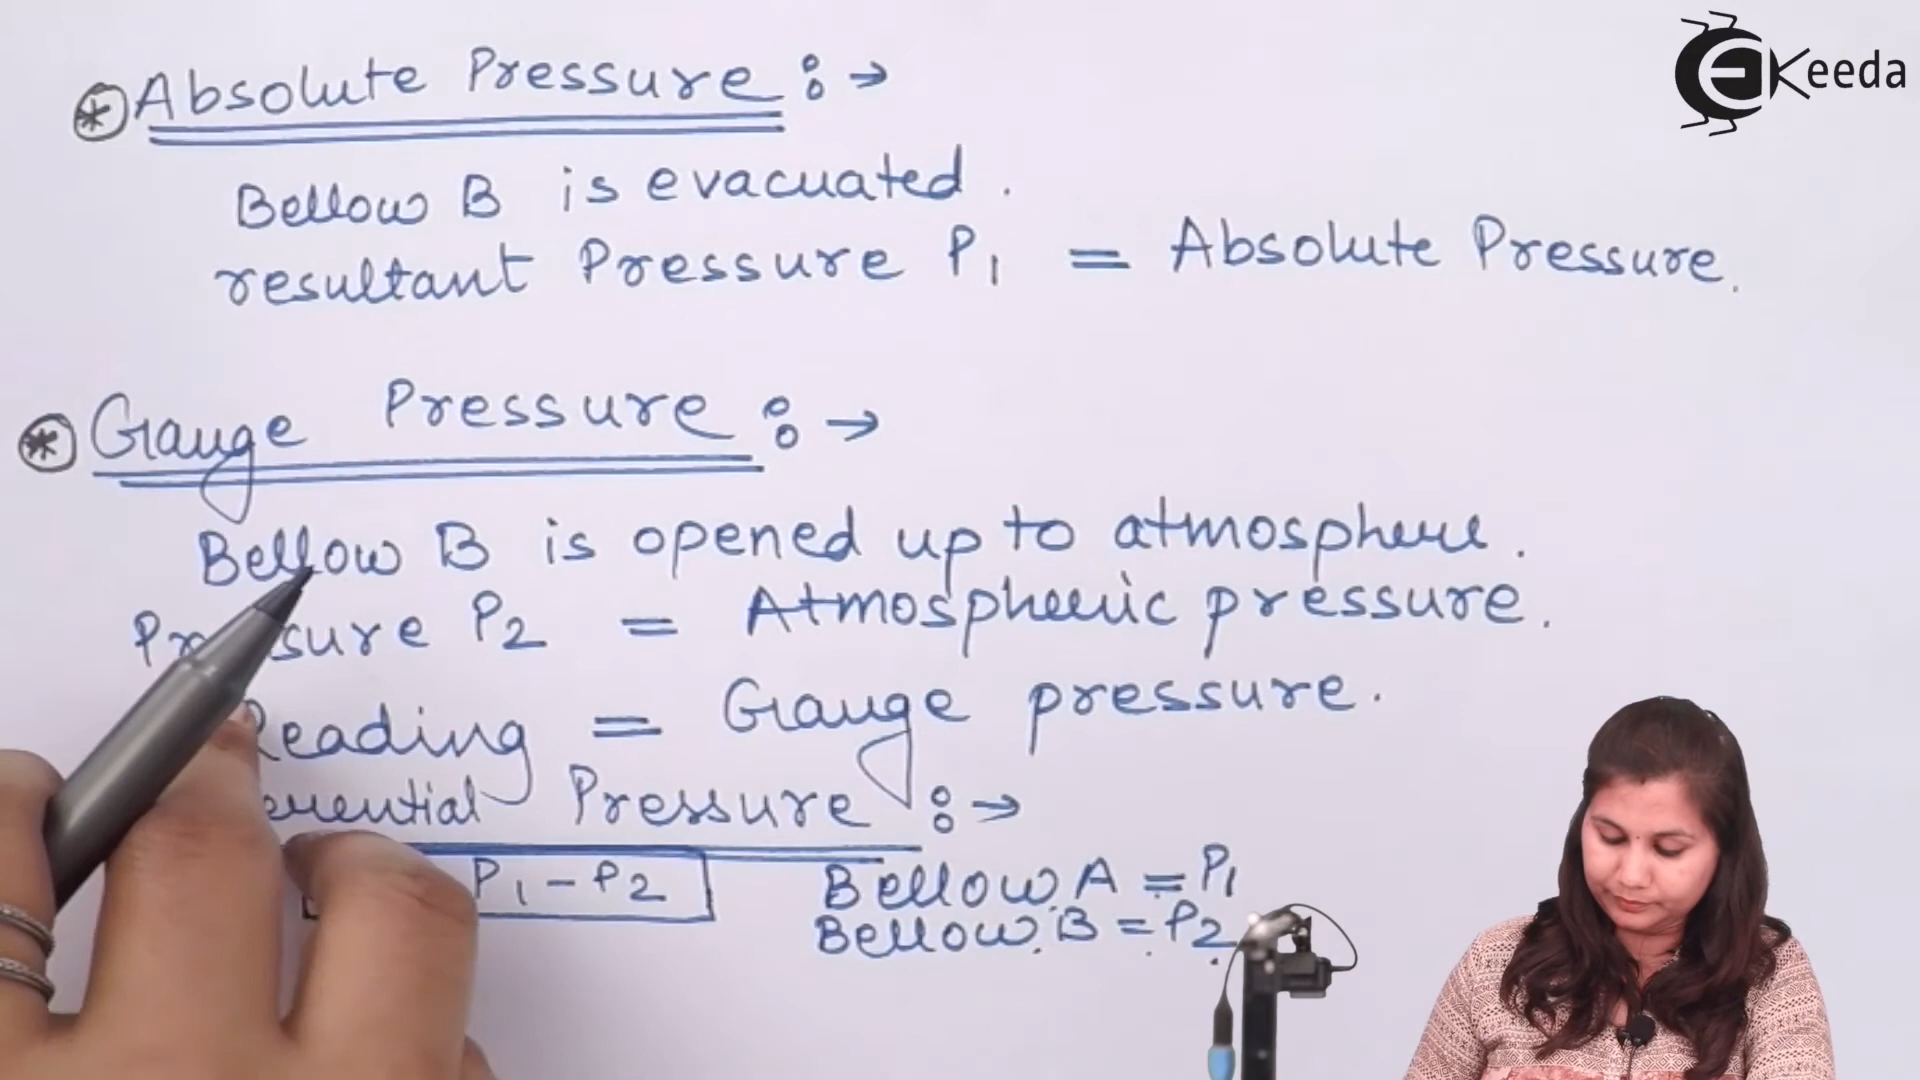 Keeda
* Absolute Pressure : →
Bellow B is evacuated .
resultant Pressure P1 = Absolute Pressure.
* Gauge Pressure : →
Bellow B is opened up to atmosphere .
P2 = Atmospheric pressure .
Reading = Gauge pressure .
Pressure : →
P1 - P2
Bellow. A = P1
Bellow. B = P2